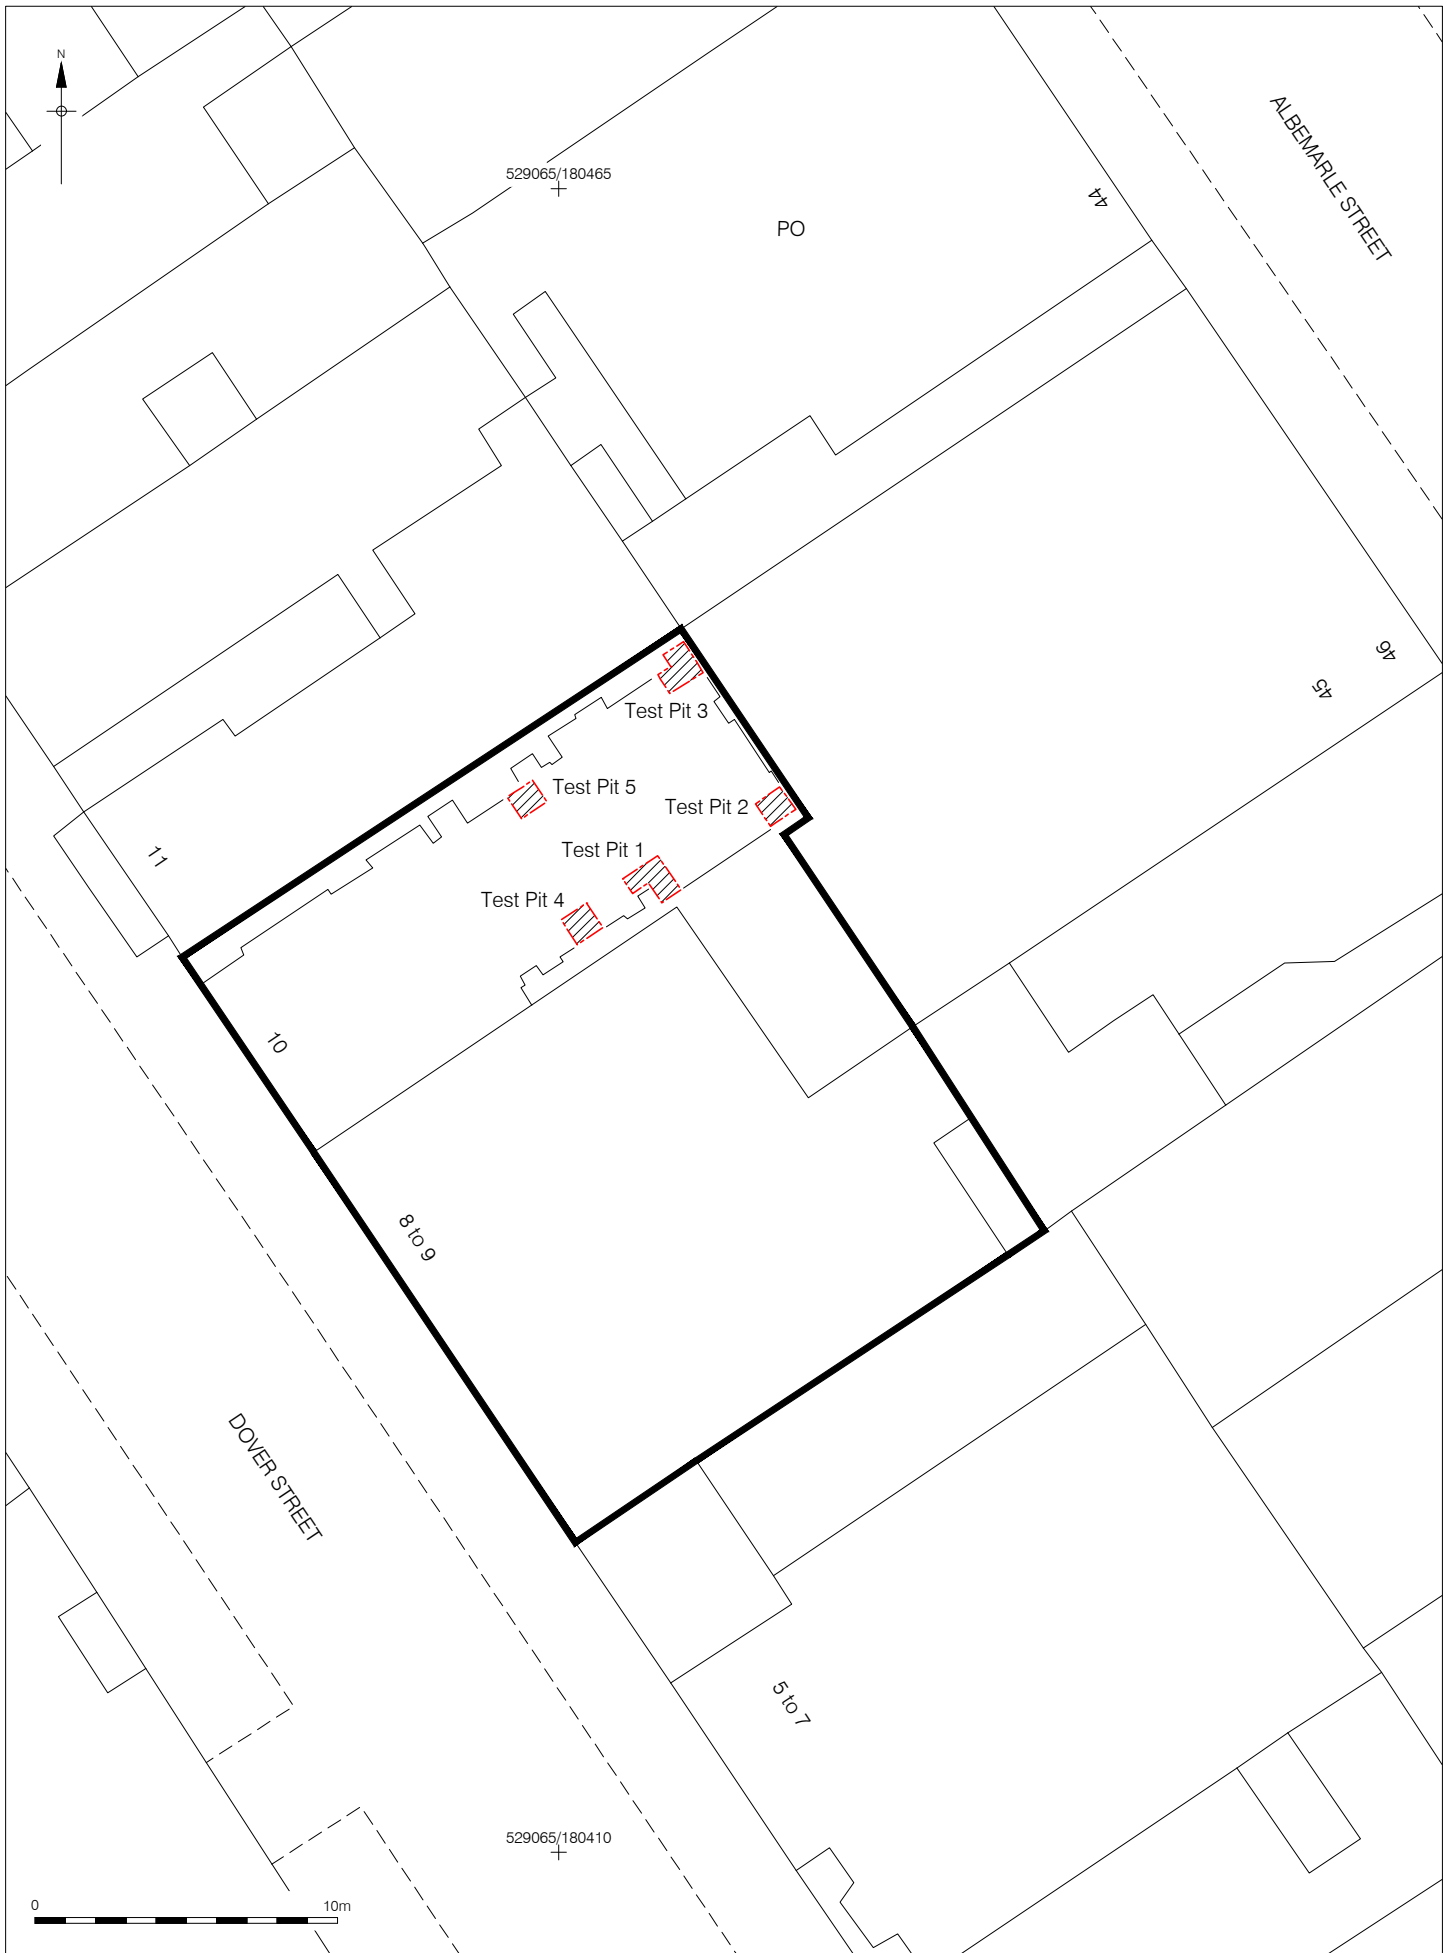 N
ALBEMARLE STREET
529065/180465
44
PO
46
45
Test Pit 3
Test Pit 5
Test Pit 2
Test Pit 1
11
Test Pit 4
10
8 to 9
DOVER STREET
5 to 7
529065/180410
0 10m